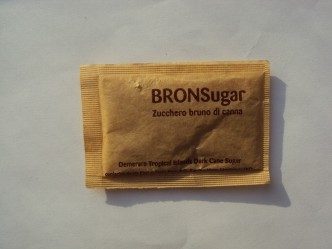 BRONSugar
Zucchero bruno di canna
Demerara Tropical Islands Dark Cane Sugar